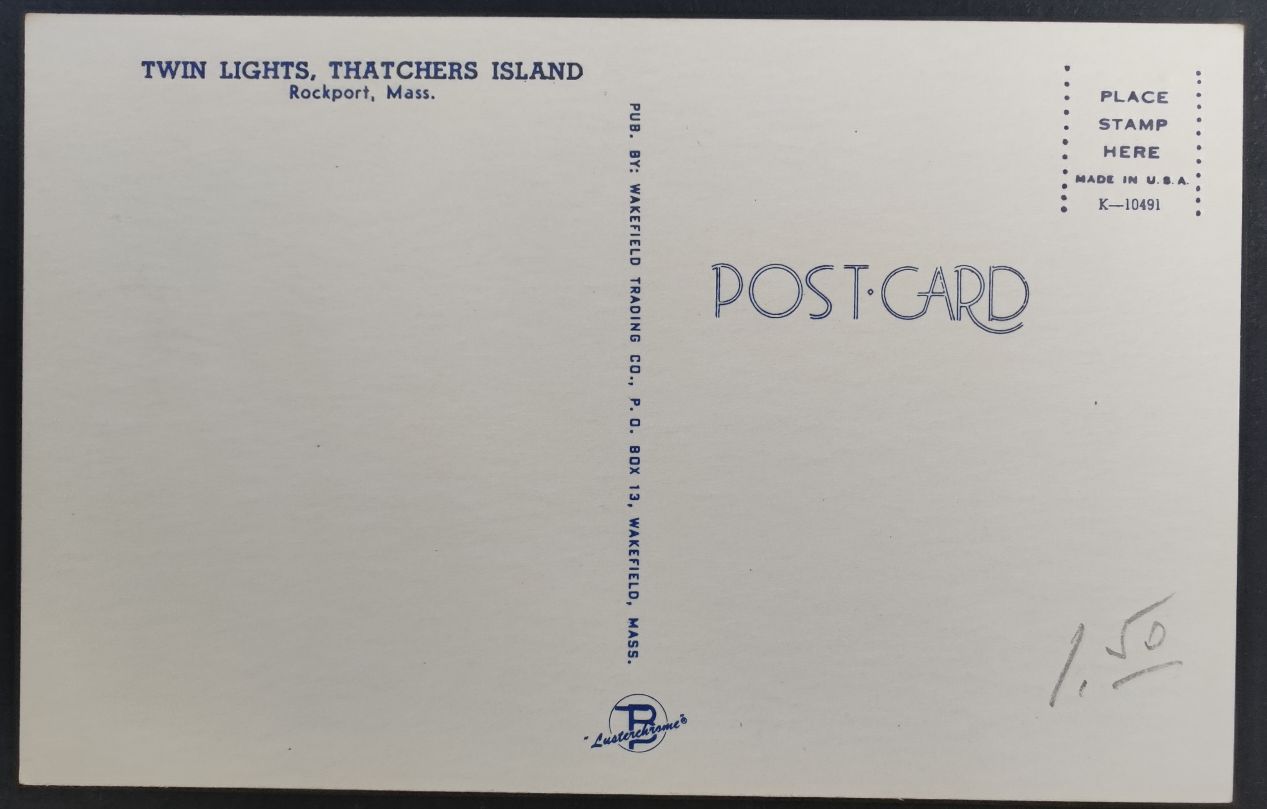 TWIN LIGHTS, THATCHERS ISLAND
Rockport, Mass.
PUB. BY: WAKEFIELD TRADING CO., P.O. BOX 13, WAKEFIELD, MASS.
"Lusterchrome"®
PLACE
STAMP
HERE
MADE IN U.S.A.
K—10491
POST·CARD
1.50